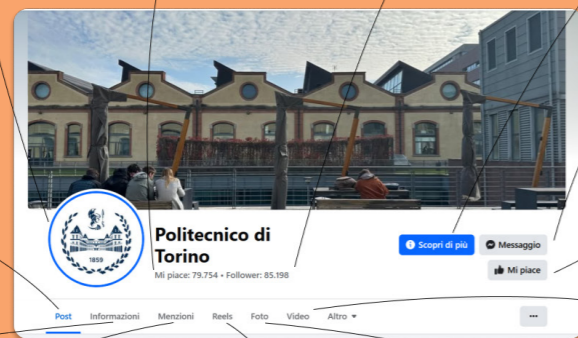 1859
Politecnico di
Torino
Mi piace: 79.754 • Follower: 85.198
Scopri di più
Messaggio
Mi piace
Post Informazioni Menzioni Reels Foto Video Altro